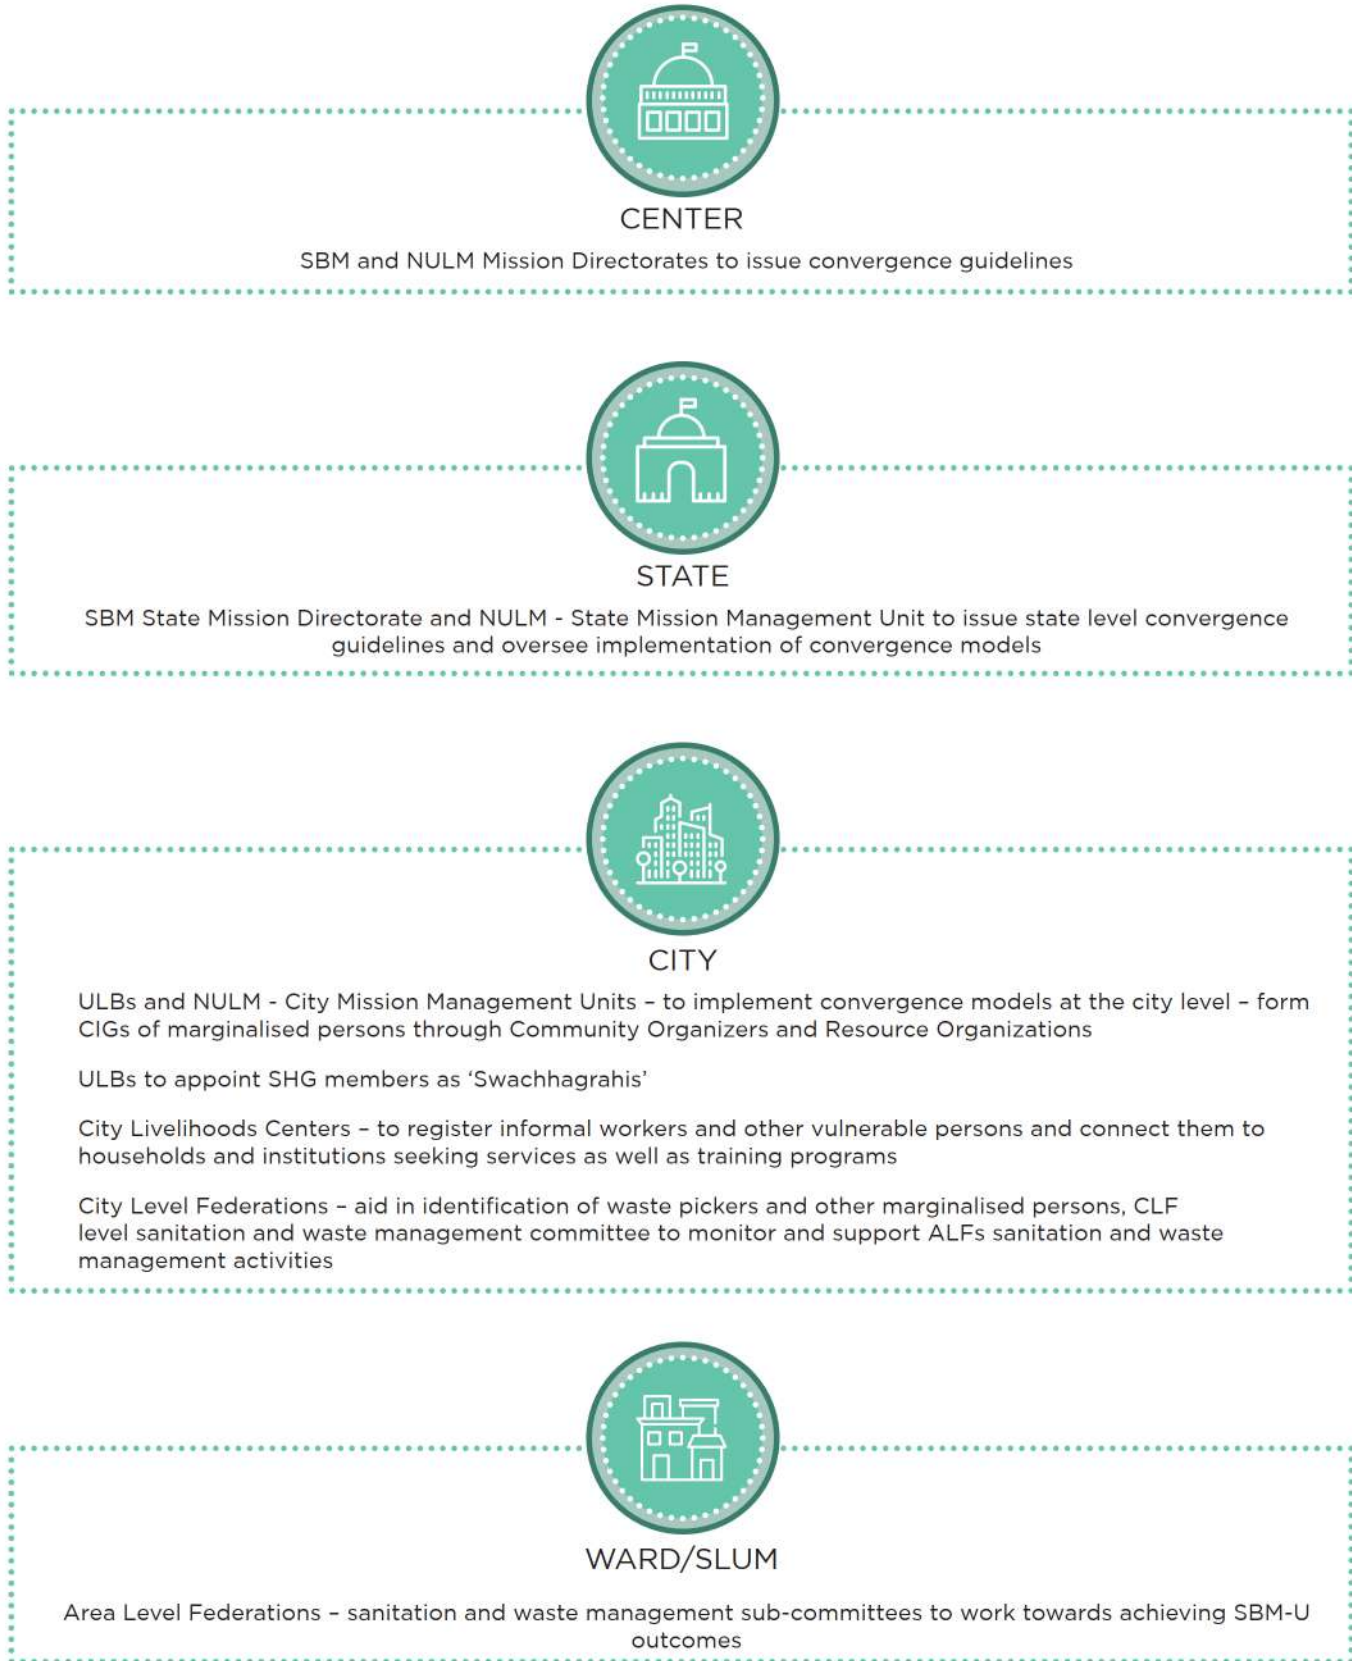 CENTER
SBM and NULM Mission Directorates to issue convergence guidelines
STATE
SBM State Mission Directorate and NULM - State Mission Management Unit to issue state level convergence
guidelines and oversee implementation of convergence models
CITY
ULBs and NULM - City Mission Management Units – to implement convergence models at the city level – form
CIGs of marginalised persons through Community Organizers and Resource Organizations
ULBs to appoint SHG members as ‘Swachhagrahis’
City Livelihoods Centers – to register informal workers and other vulnerable persons and connect them to
households and institutions seeking services as well as training programs
City Level Federations – aid in identification of waste pickers and other marginalised persons, CLF
level sanitation and waste management committee to monitor and support ALFs sanitation and waste
management activities
WARD/SLUM
Area Level Federations – sanitation and waste management sub-committees to work towards achieving SBM-U
outcomes